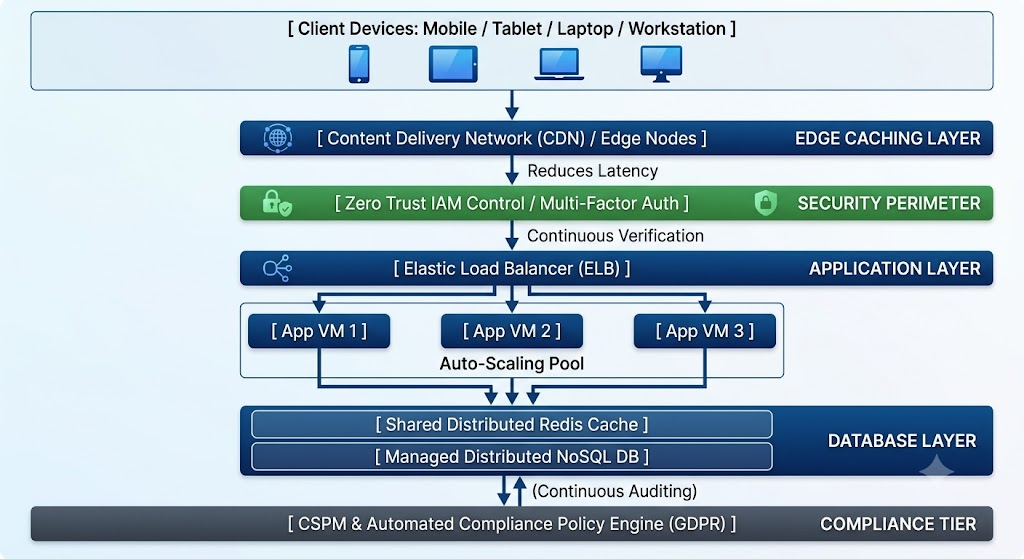 [ Client Devices: Mobile / Tablet / Laptop / Workstation ]
[ Content Delivery Network (CDN) / Edge Nodes ] EDGE CACHING LAYER
Reduces Latency
[ Zero Trust IAM Control / Multi-Factor Auth ] SECURITY PERIMETER
Continuous Verification
[ Elastic Load Balancer (ELB) ] APPLICATION LAYER
[ App VM 1 ] [ App VM 2 ] [ App VM 3 ]
Auto-Scaling Pool
[ Shared Distributed Redis Cache ]
DATABASE LAYER
[ Managed Distributed NoSQL DB ]
(Continuous Auditing)
[ CSPM & Automated Compliance Policy Engine (GDPR) ] COMPLIANCE TIER